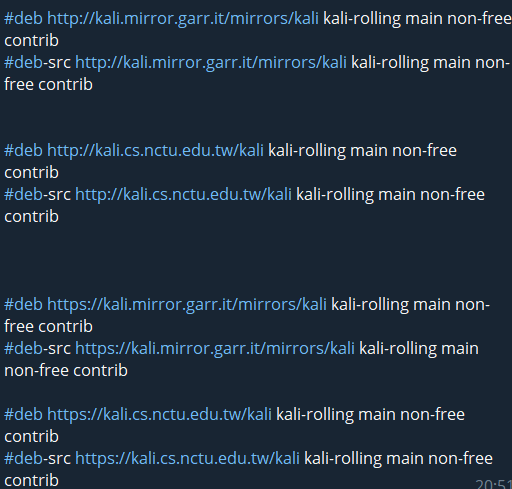 #deb http://kali.mirror.garr.it/mirrors/kali kali-rolling main non-free
contrib
#deb-src http://kali.mirror.garr.it/mirrors/kali kali-rolling main non-
free contrib
#deb http://kali.cs.nctu.edu.tw/kali kali-rolling main non-free
contrib
#deb-src http://kali.cs.nctu.edu.tw/kali kali-rolling main non-free
contrib
#deb https://kali.mirror.garr.it/mirrors/kali kali-rolling main non-
free contrib
#deb-src https://kali.mirror.garr.it/mirrors/kali kali-rolling main
non-free contrib
#deb https://kali.cs.nctu.edu.tw/kali kali-rolling main non-free
contrib
#deb-src https://kali.cs.nctu.edu.tw/kali kali-rolling main non-free
contrib
20:51